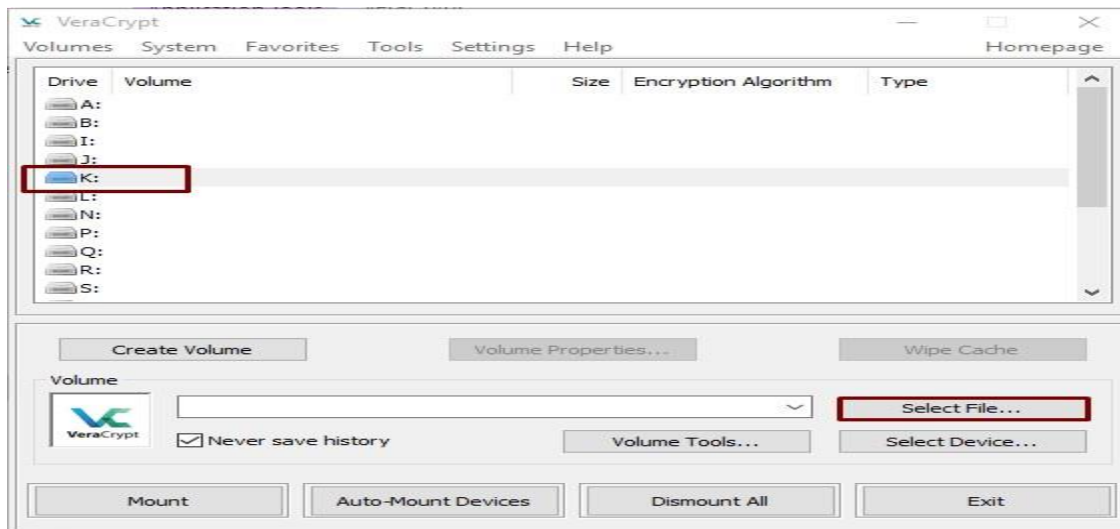 VeraCrypt
Volumes System Favorites Tools Settings Help Homepage
Drive Volume Size Encryption Algorithm Type
A:
B:
I:
J:
K:
L:
N:
P:
Q:
R:
S:
Create Volume Volume Properties... Wipe Cache
Volume
Select File...
VeraCrypt
Never save history Volume Tools... Select Device...
Mount Auto-Mount Devices Dismount All Exit